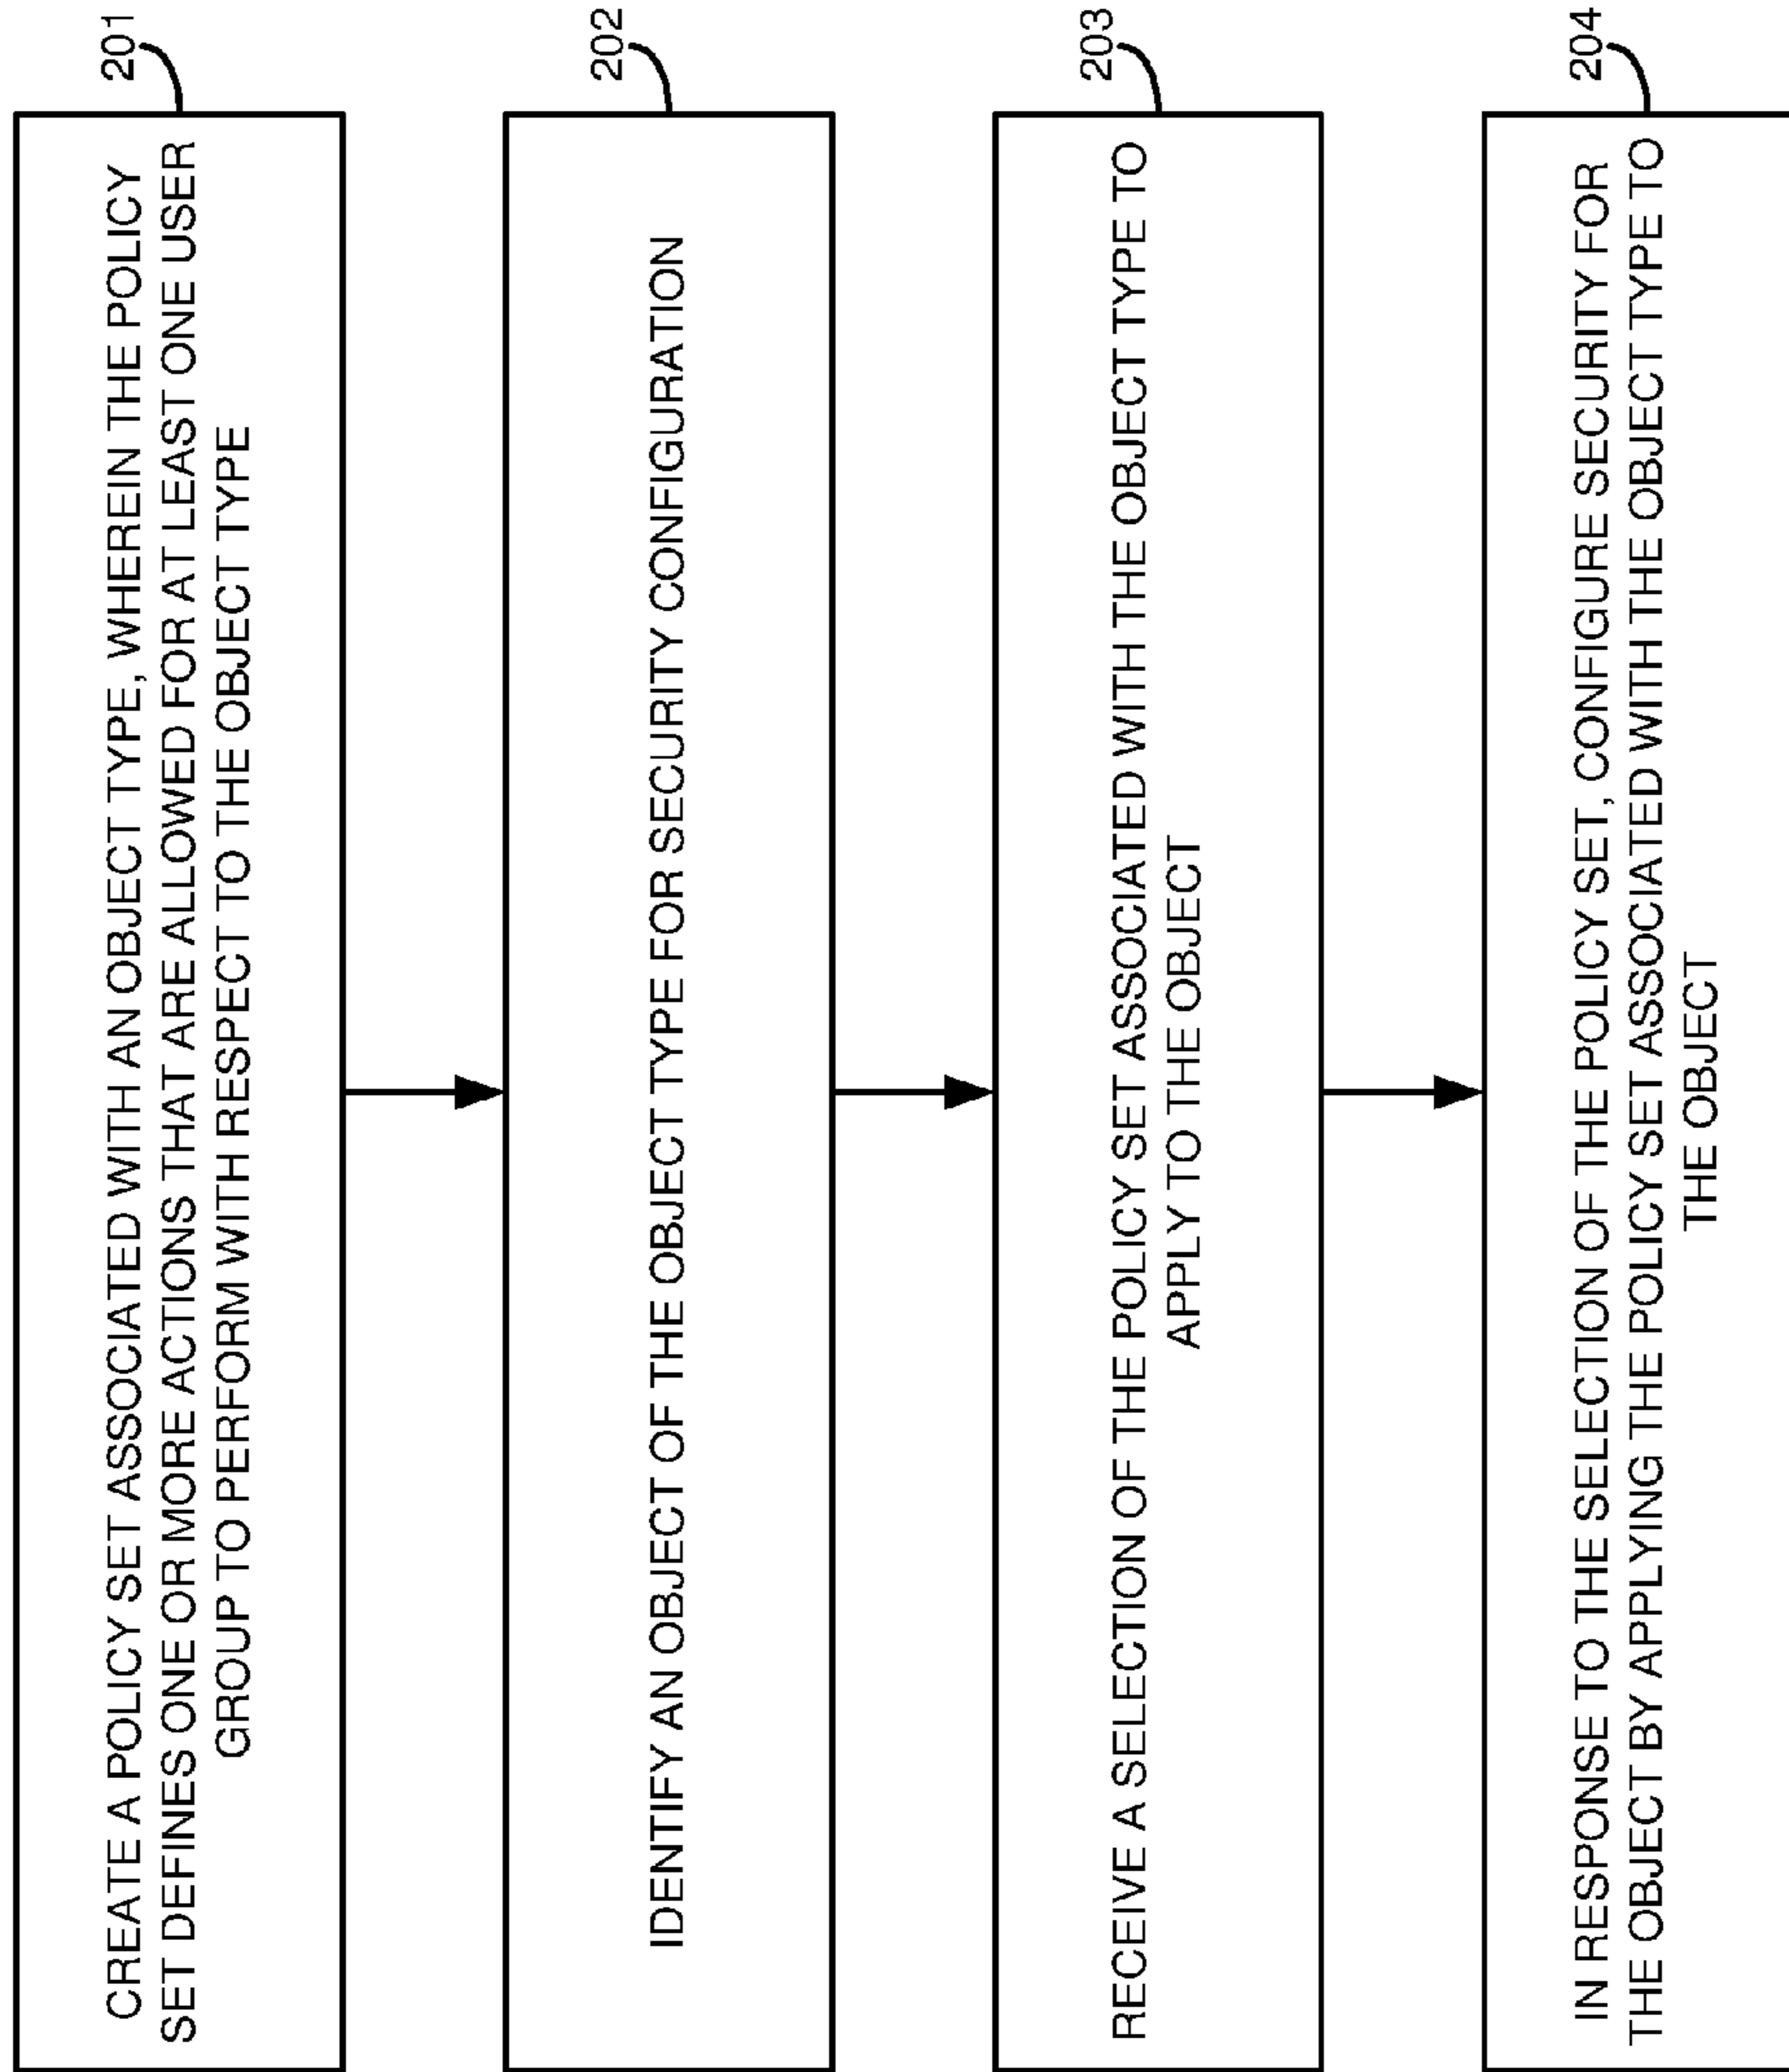 201
CREATE A POLICY SET ASSOCIATED WITH AN OBJECT TYPE, WHEREIN THE POLICY
SET DEFINES ONE OR MORE ACTIONS THAT ARE ALLOWED FOR AT LEAST ONE USER
GROUP TO PERFORM WITH RESPECT TO THE OBJECT TYPE
202
IDENTIFY AN OBJECT OF THE OBJECT TYPE FOR SECURITY CONFIGURATION
203
RECEIVE A SELECTION OF THE POLICY SET ASSOCIATED WITH THE OBJECT TYPE TO
APPLY TO THE OBJECT
204
IN RESPONSE TO THE SELECTION OF THE POLICY SET, CONFIGURE SECURITY FOR
THE OBJECT BY APPLYING THE POLICY SET ASSOCIATED WITH THE OBJECT TYPE TO
THE OBJECT